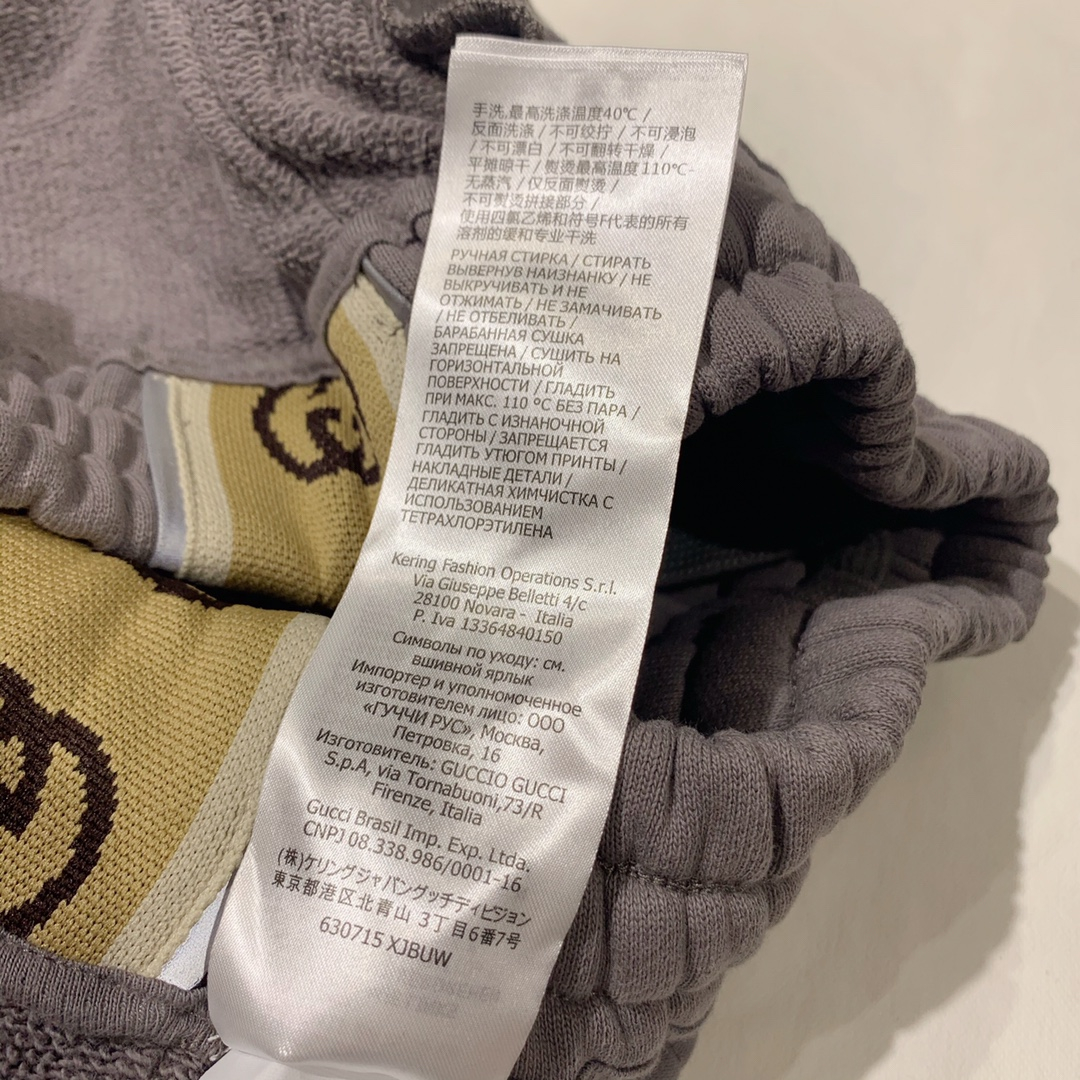 手洗,最高洗涤温度40℃ /
反面洗涤 / 不可绞拧 / 不可浸泡
/ 不可漂白 / 不可翻转干燥 /
平摊晾干 / 熨烫最高温度110℃-
无蒸汽 / 仅反面熨烫 /
不可熨烫拼接部分 /
使用四氯乙烯和符号F代表的所有
溶剂的缓和专业干洗
РУЧНАЯ СТИРКА / СТИРАТЬ
ВЫВЕРНУВ НАИЗНАНКУ / НЕ
ВЫКРУЧИВАТЬ И НЕ
ОТЖИМАТЬ / НЕ ЗАМАЧИВАТЬ
/ НЕ ОТБЕЛИВАТЬ /
БАРАБАННАЯ СУШКА
ЗАПРЕЩЕНА / СУШИТЬ НА
ГОРИЗОНТАЛЬНОЙ
ПОВЕРХНОСТИ / ГЛАДИТЬ
ПРИ МАКС. 110 °C БЕЗ ПАРА /
ГЛАДИТЬ С ИЗНАНОЧНОЙ
СТОРОНЫ / ЗАПРЕЩАЕТСЯ
ГЛАДИТЬ УТЮГОМ ПРИНТЫ /
НАКЛАДНЫЕ ДЕТАЛИ /
ДЕЛИКАТНАЯ ХИМЧИСТКА С
ИСПОЛЬЗОВАНИЕМ
ТЕТРАХЛОРЭТИЛЕНА
Kering Fashion Operations S.r.l.
Via Giuseppe Belletti 4/c
28100 Novara - Italia
P. Iva 13364840150
Символы по уходу: см.
вшивной ярлык
Импортер и уполномоченное
изготовителем лицо: ООО
«ГУЧЧИ РУС», Москва,
Петровка, 16
Изготовитель: GUCCIO GUCCI
S.p.A, via Tornabuoni,73/R
Firenze, Italia
Gucci Brasil Imp. Exp. Ltda.
CNPJ 08.338.986/0001-16
(株)ケリングジャパングッチディビジョン
東京都港区北青山 3丁目6番7号
630715 XJBUW